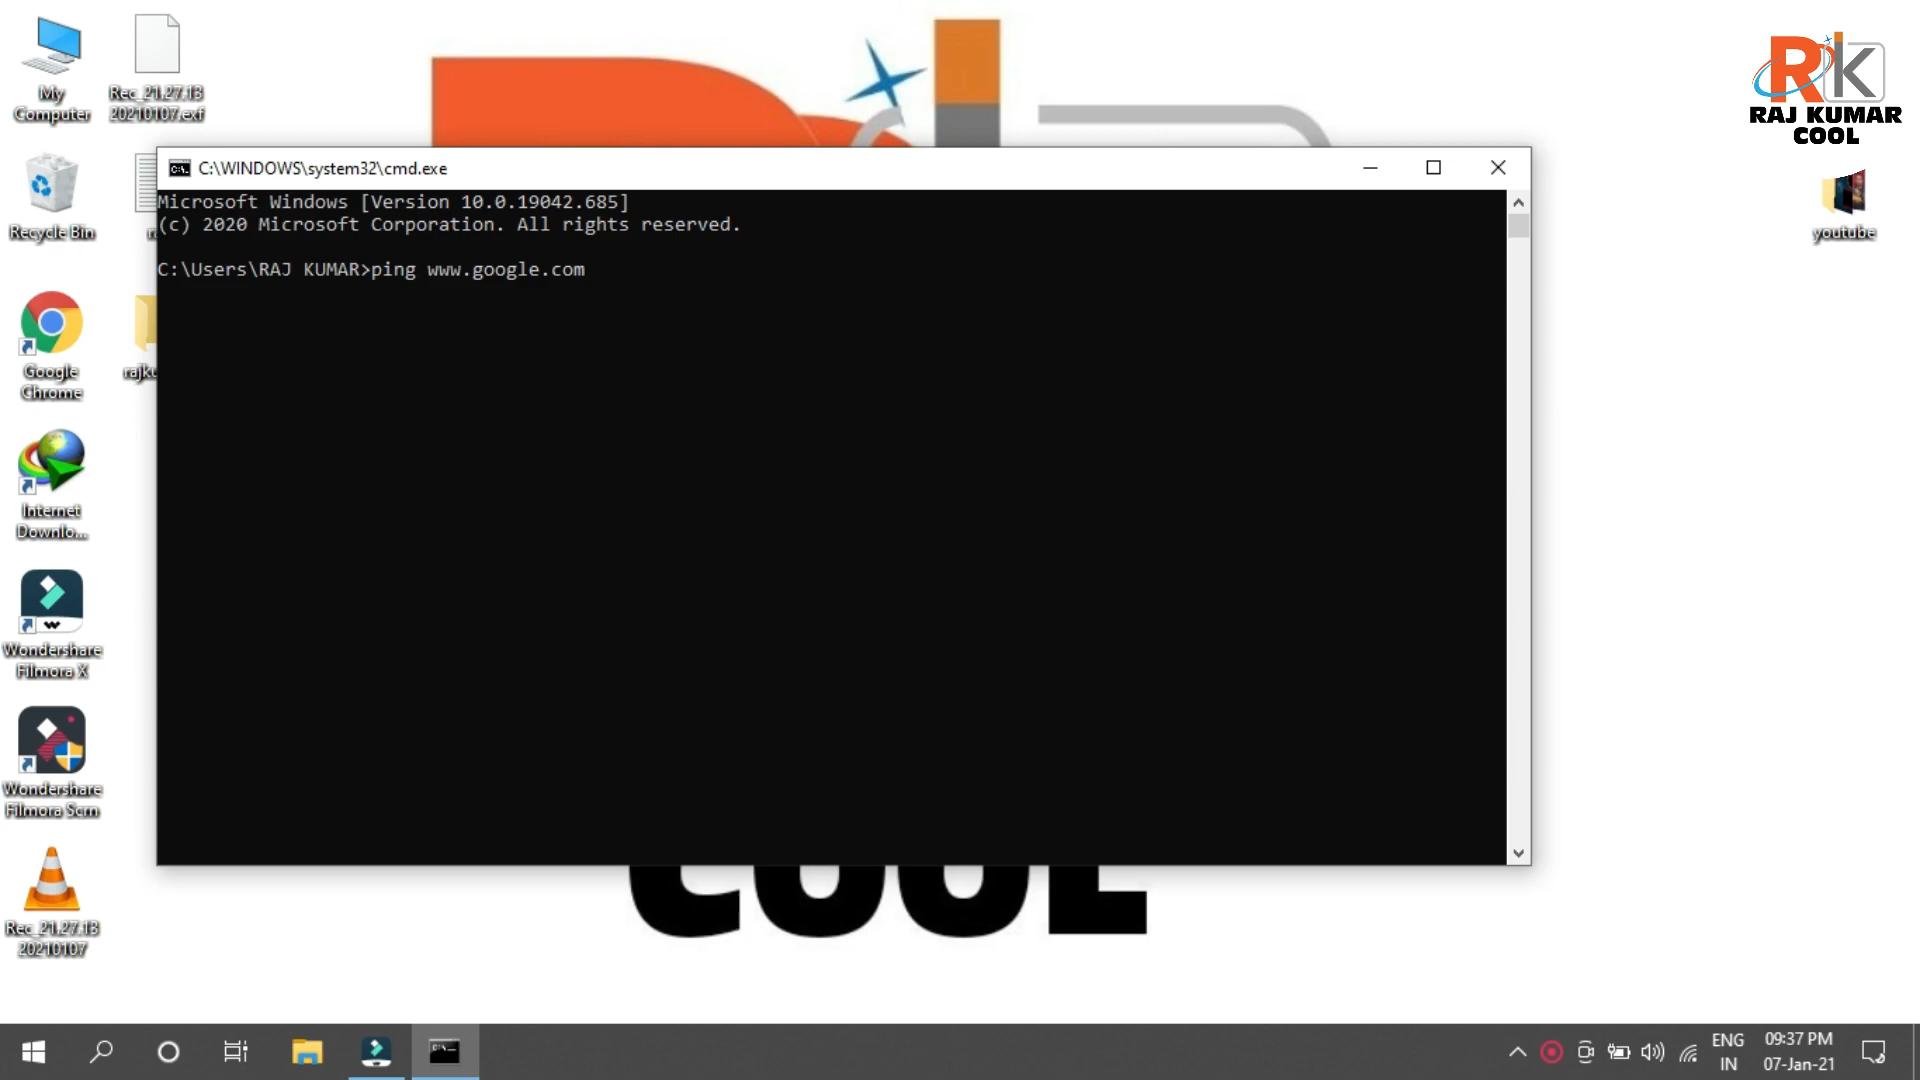 My
Computer
Rec_21.27.13
20210107.exf
RAJ KUMAR
COOL
Recycle Bin
youtube
Google
Chrome
rajku
Internet
Downlo...
Wondershare
Filmora X
Wondershare
Filmora Scrn
Rec_21.27.13
20210107
C:\WINDOWS\system32\cmd.exe
Microsoft Windows [Version 10.0.19042.685]
(c) 2020 Microsoft Corporation. All rights reserved.
C:\Users\RAJ KUMAR>ping www.google.com
COOL
ENG
IN
09:37 PM
07-Jan-21